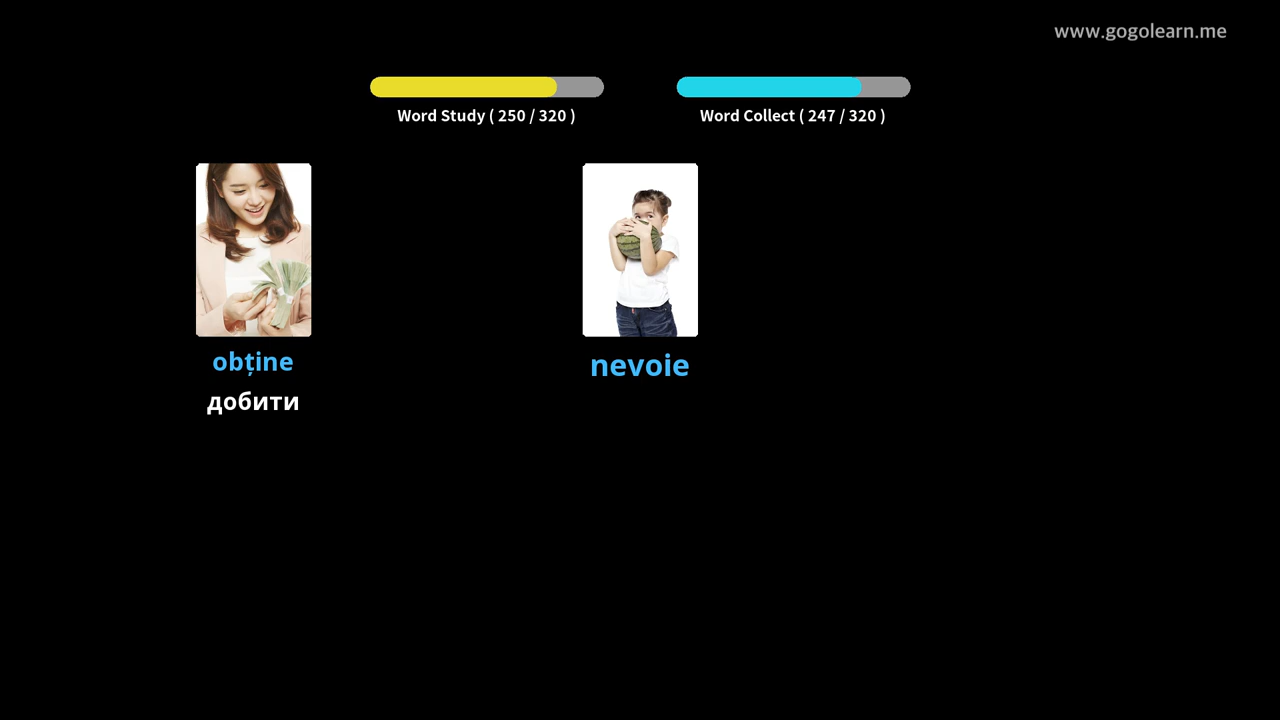 www.gogolearn.me
Word Study ( 250 / 320 )
Word Collect ( 247 / 320 )
obține
добити
nevoie